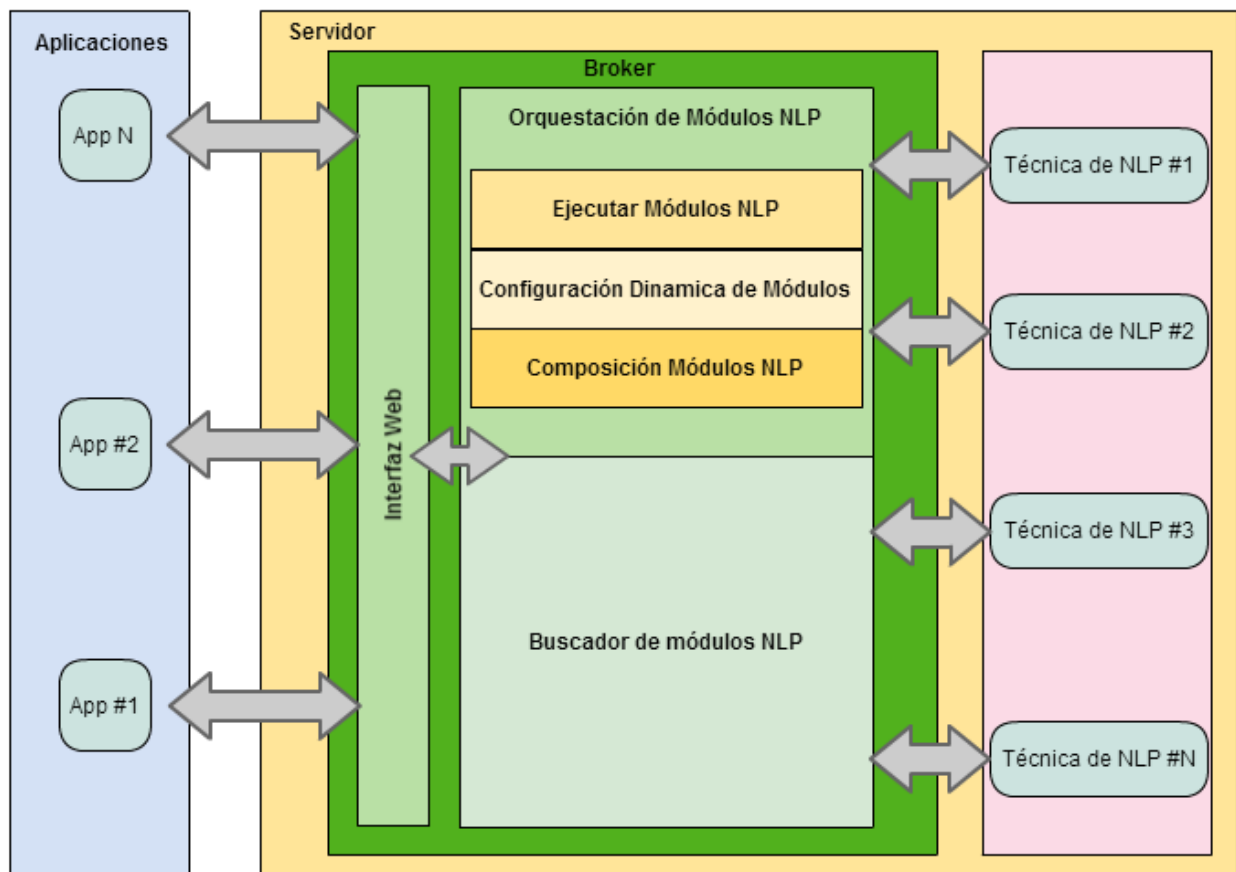 Aplicaciones
App N
App #2
App #1
Servidor
Broker
Interfaz Web
Orquestación de Módulos NLP
Ejecutar Módulos NLP
Configuración Dinamica de Módulos
Composición Módulos NLP
Buscador de módulos NLP
Técnica de NLP #1
Técnica de NLP #2
Técnica de NLP #3
Técnica de NLP #N